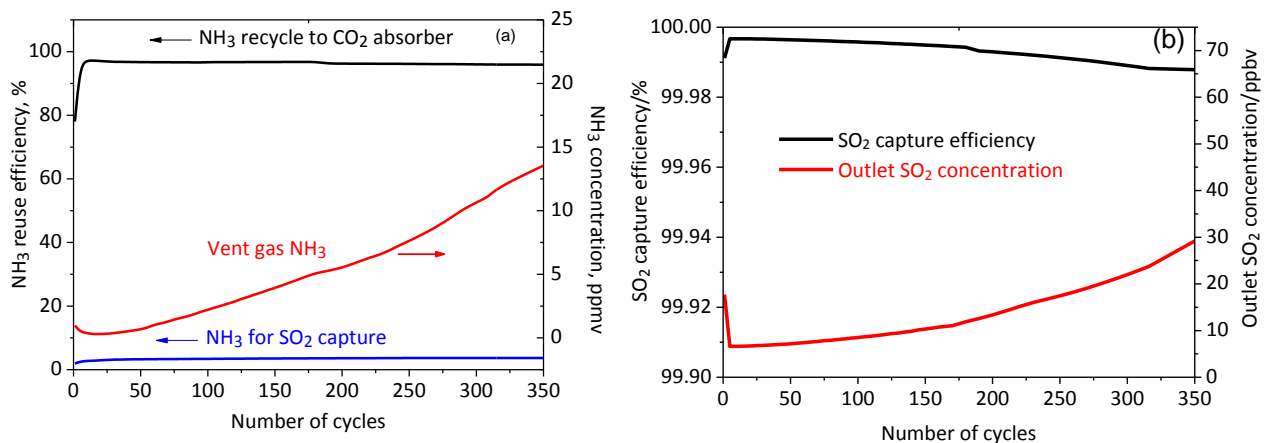 (a)
NH3 reuse efficiency, %
100
80
60
40
20
0
NH3 recycle to CO2 absorber
Vent gas NH3
NH3 for SO2 capture
25
20
15
10
5
0
NH3 concentration, ppmv
0 50 100 150 200 250 300 350
Number of cycles
(b)
SO2 capture efficiency/%
100.00
99.98
99.96
99.94
99.92
99.90
SO2 capture efficiency
Outlet SO2 concentration
70
60
50
40
30
20
10
0
Outlet SO2 concentration/ppbv
0 50 100 150 200 250 300 350
Number of cycles